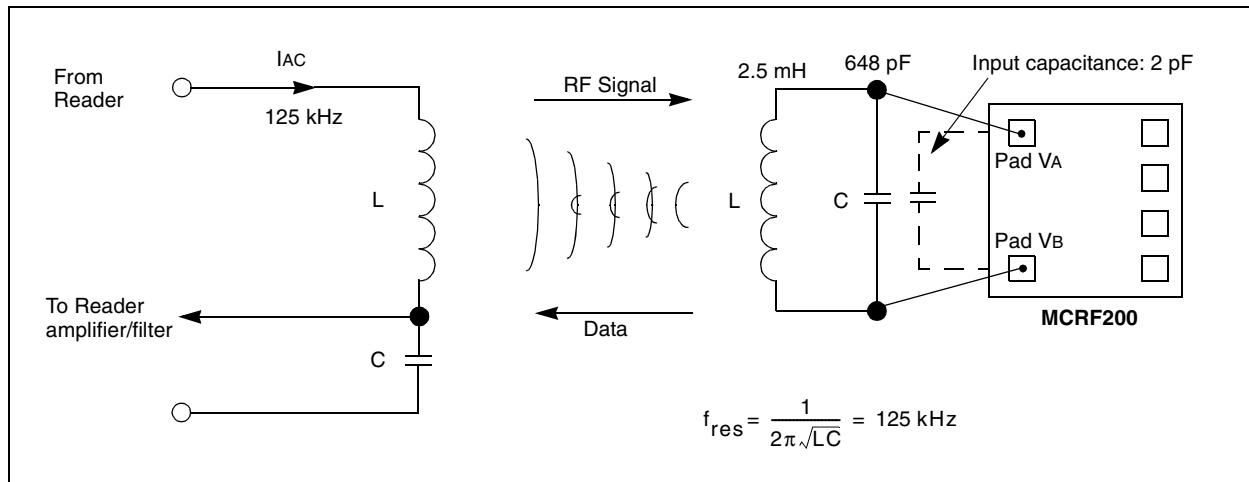 From
Reader
IAC
125 kHz
L
To Reader
amplifier/filter
C
RF Signal
Data
2.5 mH
648 pF
L
C
Input capacitance: 2 pF
Pad VA
Pad VB
MCRF200
f_res = 1 / 2π√LC = 125 kHz